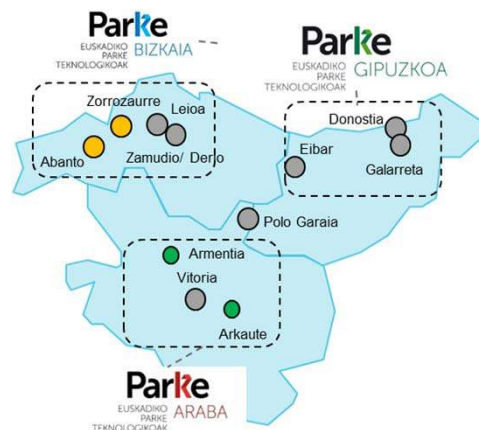 Parke
EUSKADIKO
PARKE
TEKNOLOGIKOAK
BIZKAIA
Parke
EUSKADIKO
PARKE
TEKNOLOGIKOAK
GIPUZKOA
Zorrozaurre
Leioa
Abanto
Zamudio/ Derio
Donostia
Eibar
Galarreta
Polo Garaia
Armentia
Vitoria
Arkaute
Parke
EUSKADIKO
PARKE
TEKNOLOGIKOAK
ARABA